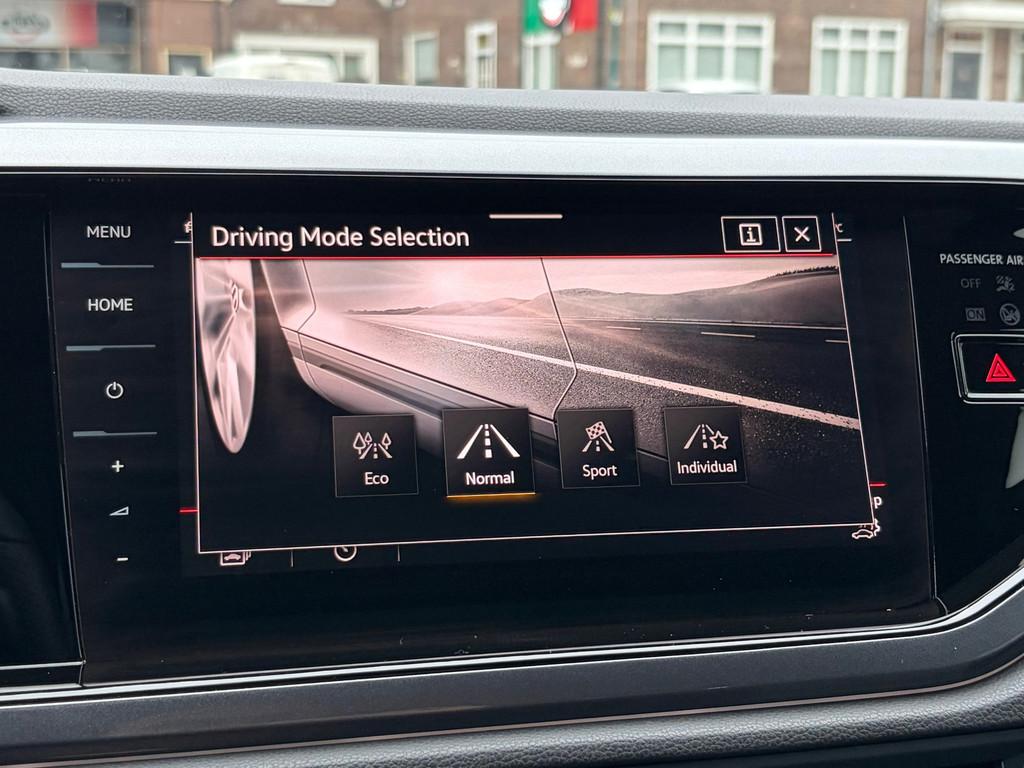 MENU
HOME
+
-
Driving Mode Selection
i
X
Eco
Normal
Sport
Individual
p
PASSENGER AIR
OFF
ON